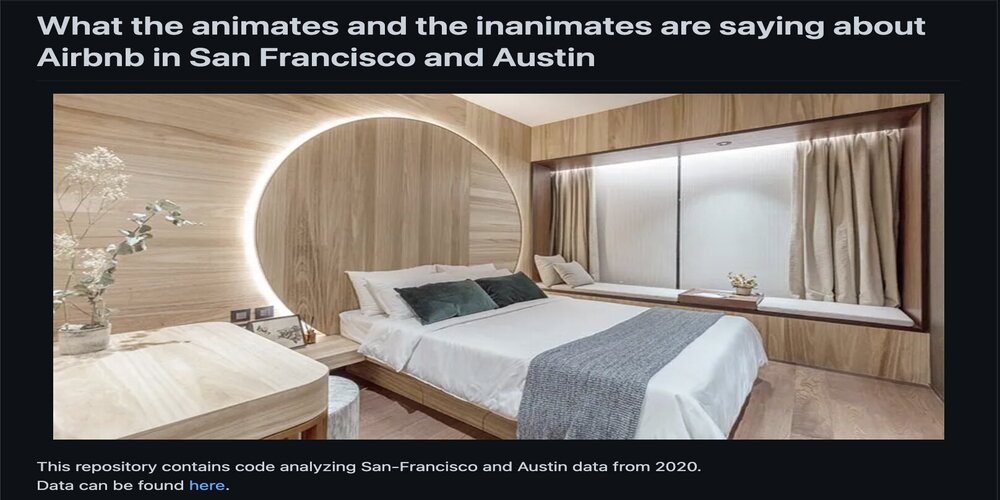 What the animates and the inanimates are saying about
Airbnb in San Francisco and Austin
This repository contains code analyzing San-Francisco and Austin data from 2020.
Data can be found here.